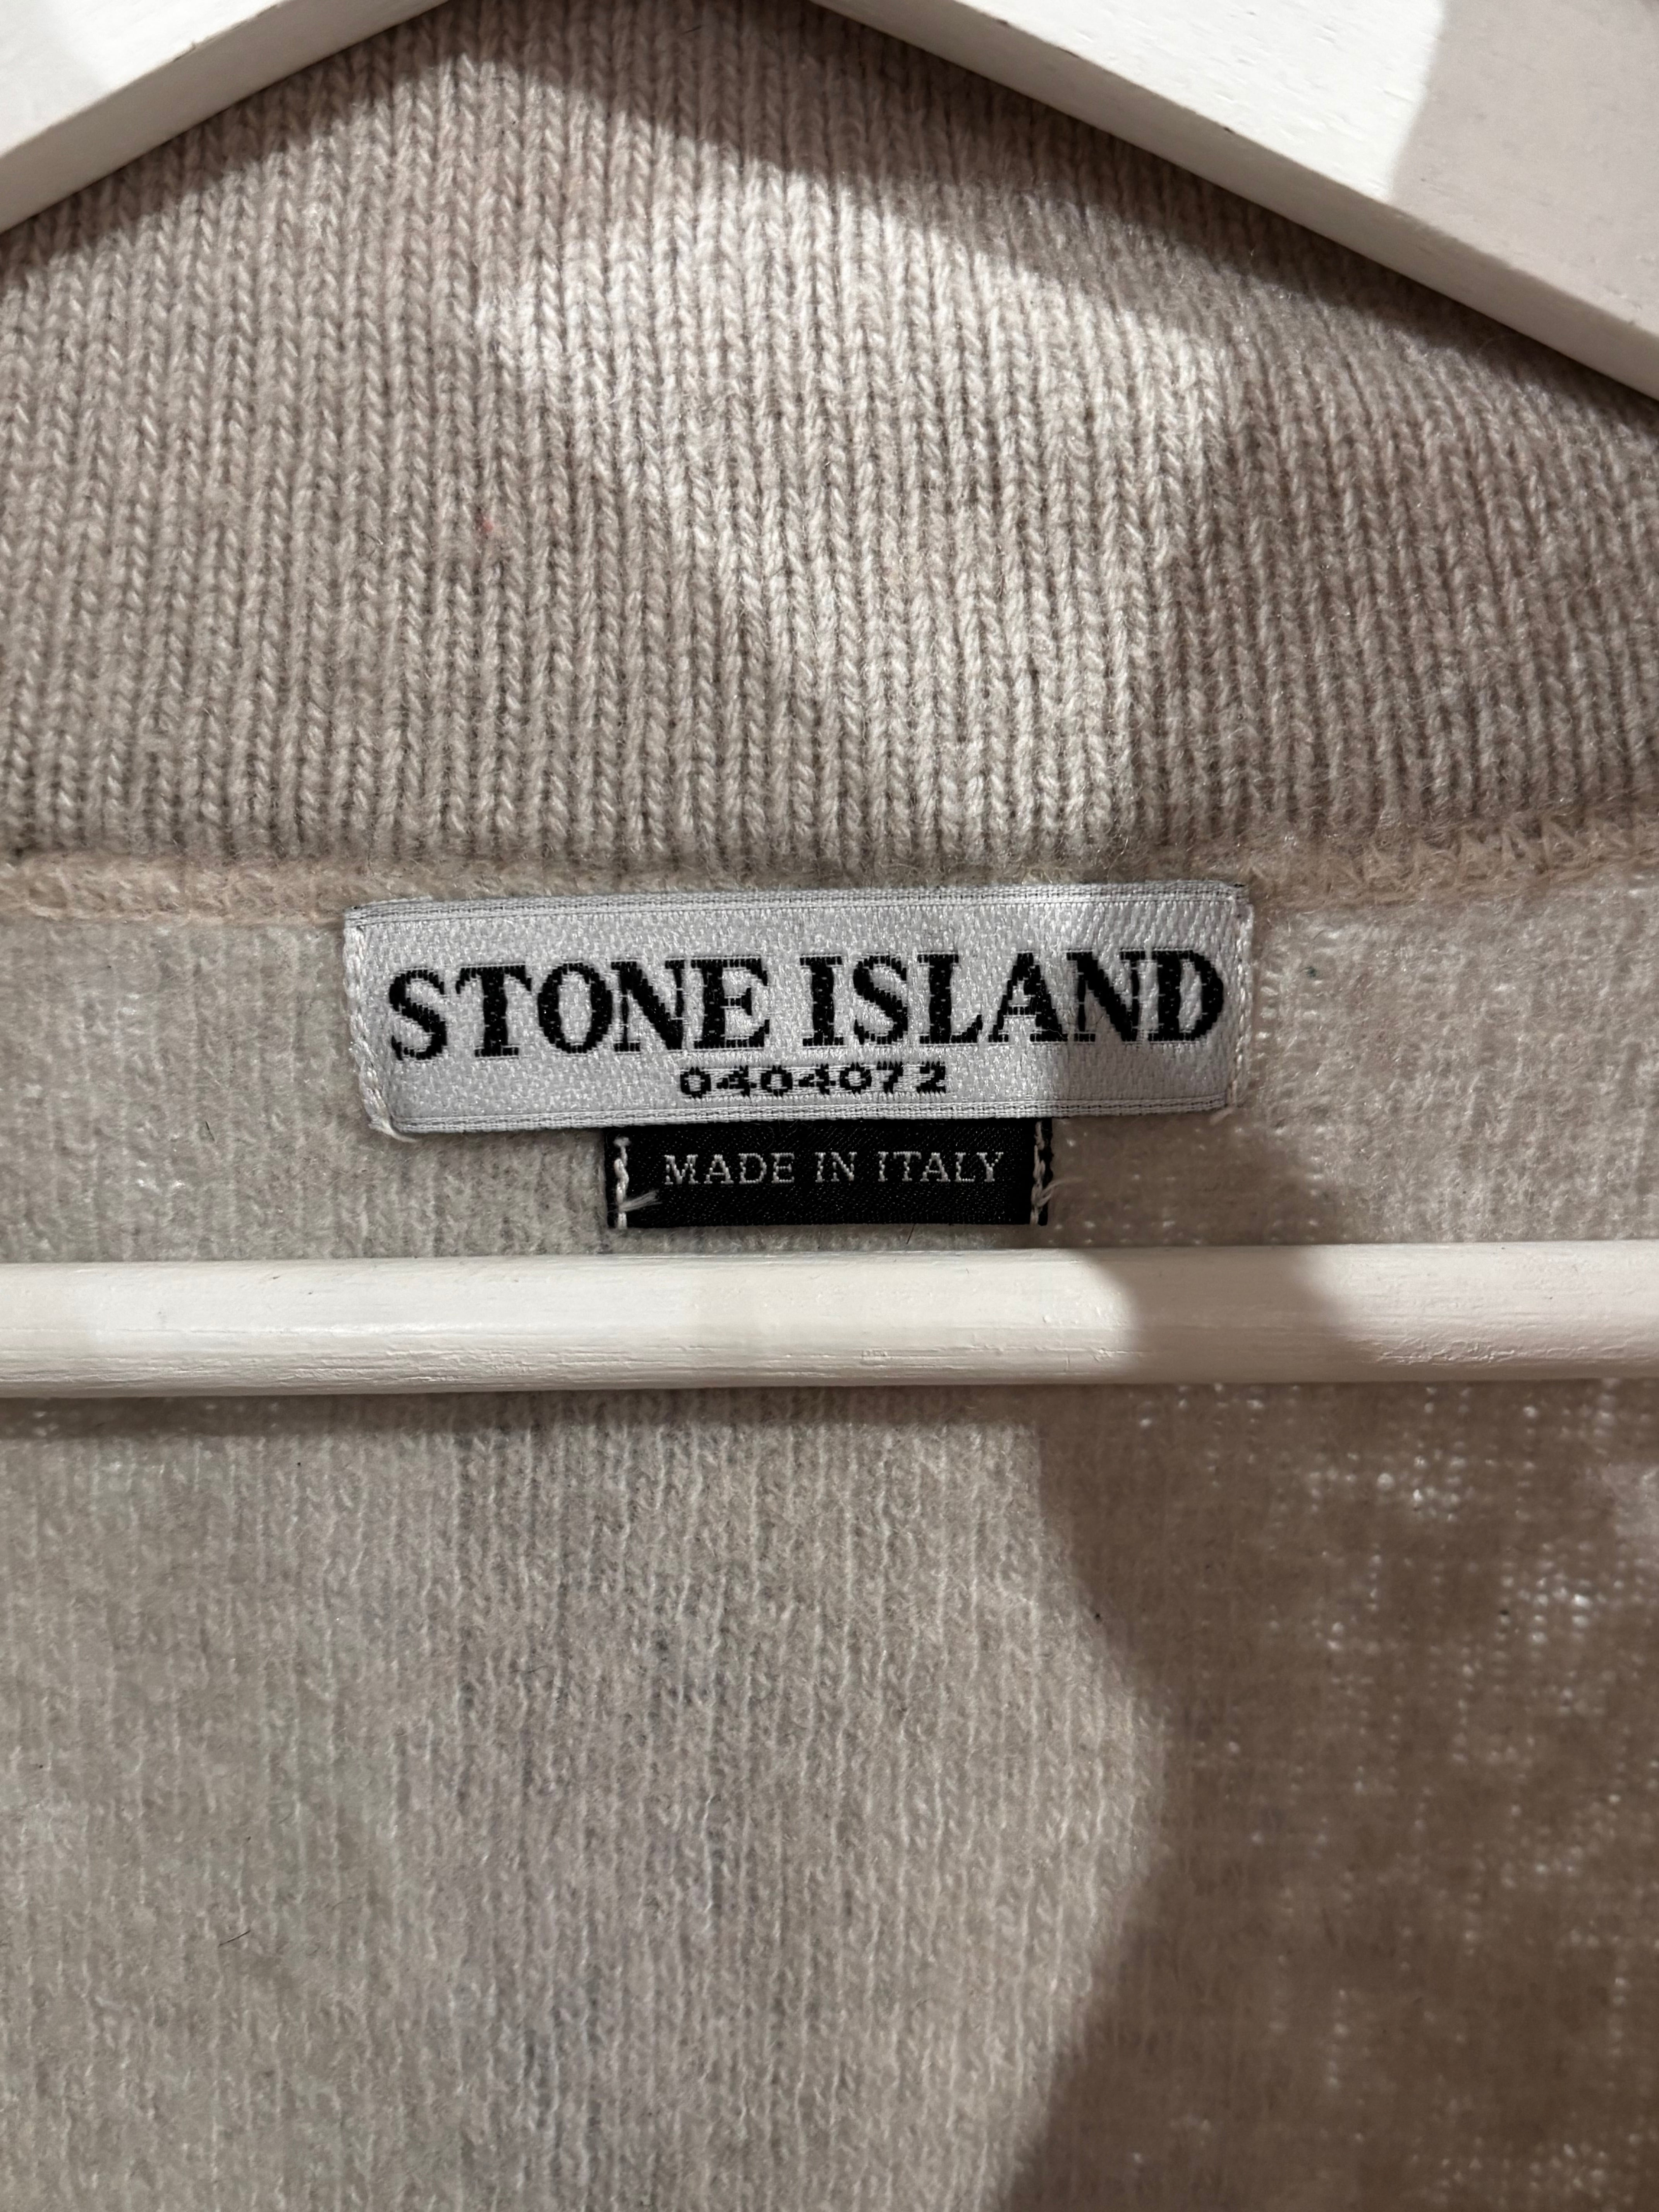 STONE ISLAND
0404072
MADE IN ITALY